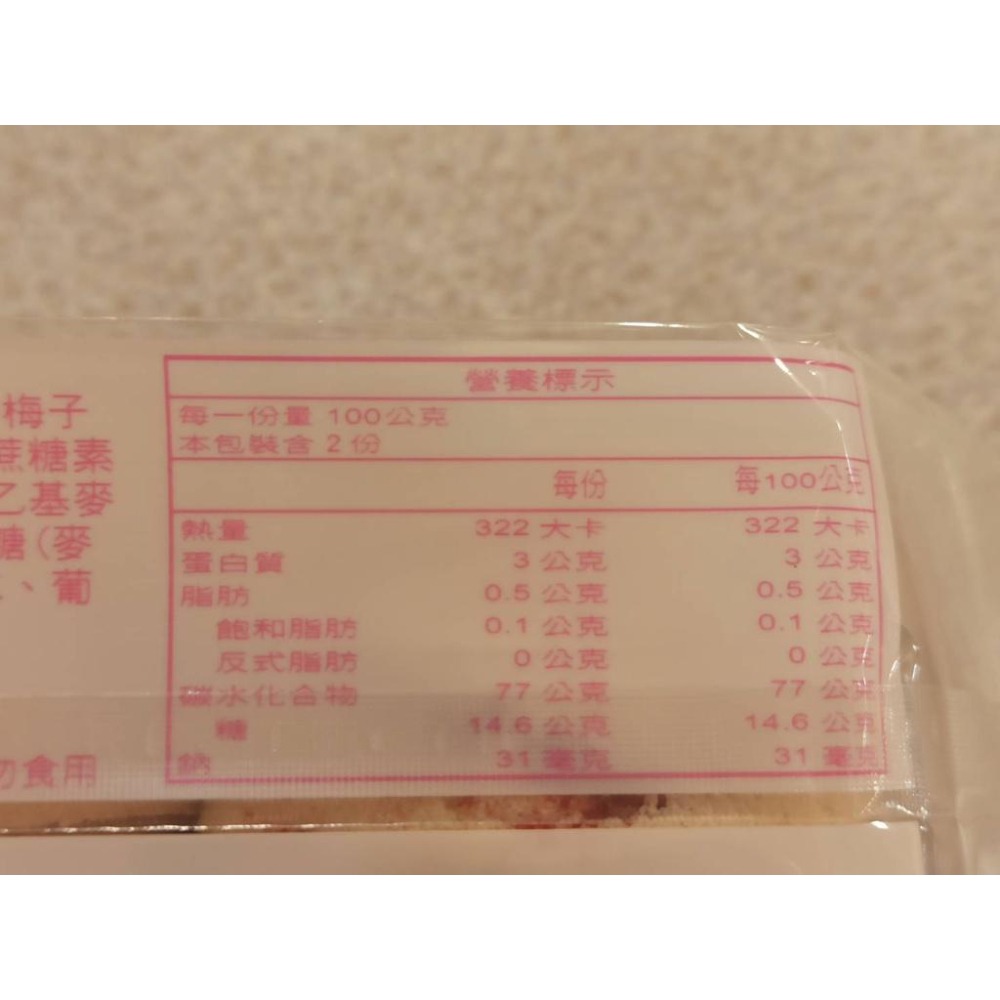 梅子
蔗糖素
乙基麥
糖(麥
、葡
食用
營養標示
每一份量 100公克
本包裝含 2 份
每份 每100公克
熱量 322 大卡 322 大卡
蛋白質 3 公克 3 公克
脂肪 0.5 公克 0.5 公克
飽和脂肪 0.1 公克 0.1 公克
反式脂肪 0 公克 0 公克
碳水化合物 77 公克 77 公克
糖 14.6 公克 14.6 公克
鈉 31 毫克 31 毫克